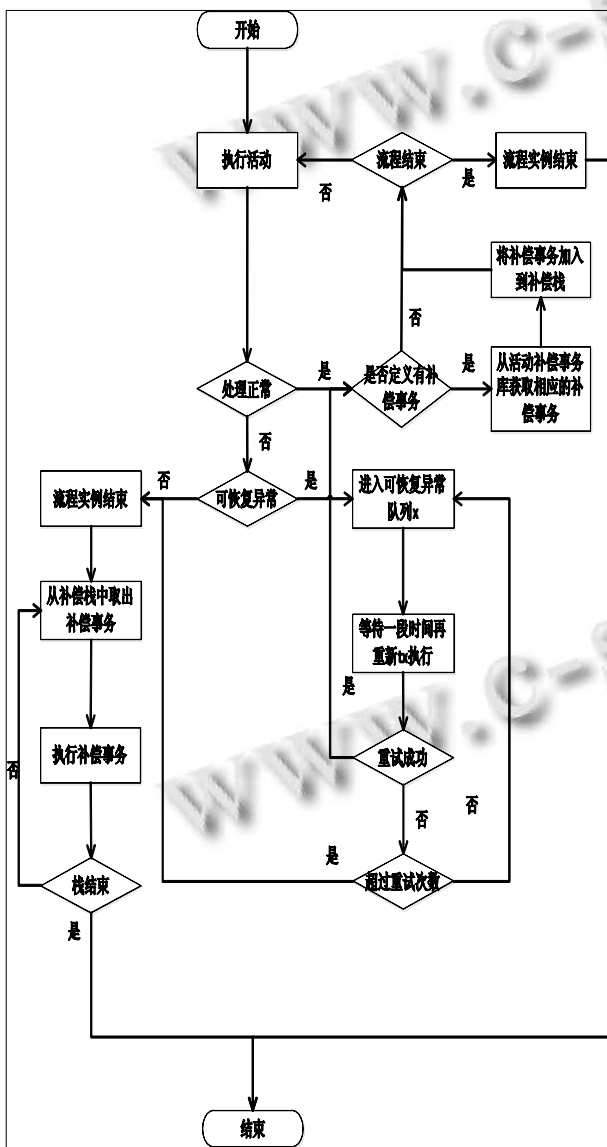 开始
执行活动
流程结束
流程实例结束
否
是
将补偿事务加入
到补偿栈
否
处理正常
是
是否定义有补
偿事务
是
从活动补偿事务
库获取相应的补
偿事务
否
流程实例结束
否
可恢复异常
是
进入可恢复异常
队列x
从补偿栈中取出
补偿事务
等待一段时间再
重新tx执行
是
执行补偿事务
重试成功
否
否
否
栈结束
是
超过重试次数
是
结束
www.c-s
www.c-s